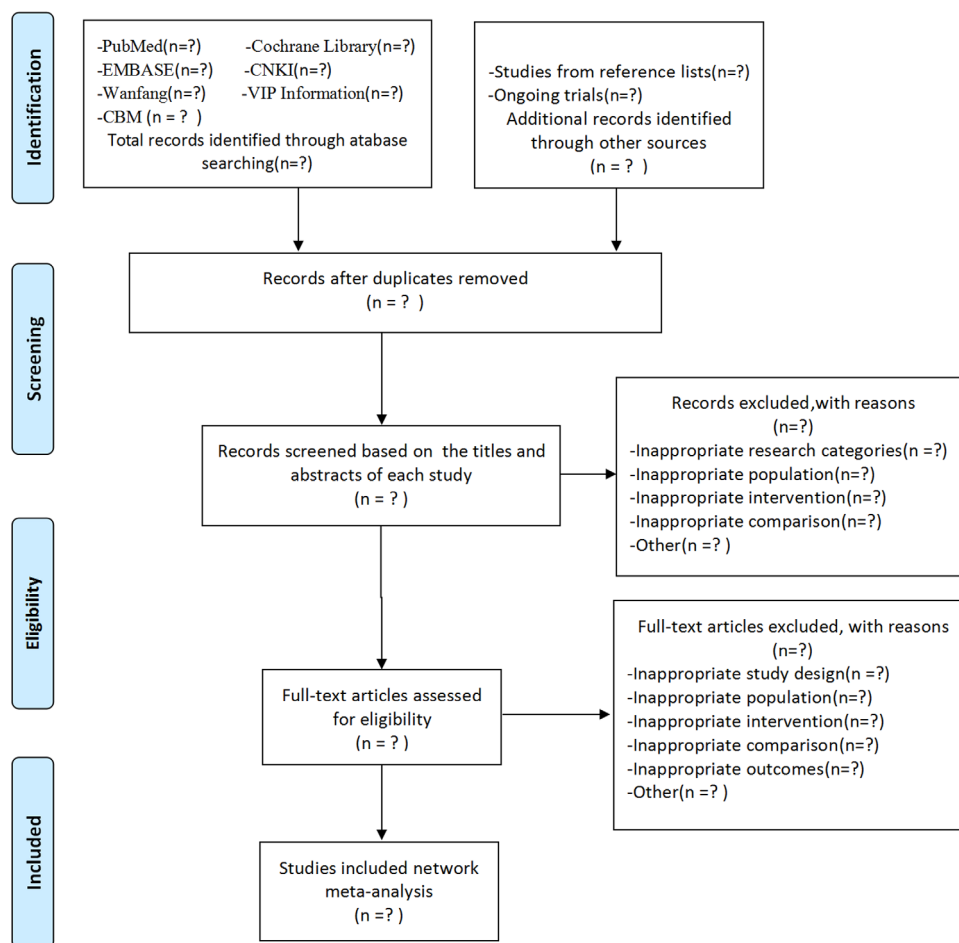 Identification
-PubMed(n=?) -Cochrane Library(n=?)
-EMBASE(n=?) -CNKI(n=?)
-Wanfang(n=?) -VIP Information(n=?)
-CBM (n = ? )
Total records identified through atabase
searching(n=?)
-Studies from reference lists(n=?)
-Ongoing trials(n=?)
Additional records identified
through other sources
(n = ? )
Screening
Records after duplicates removed
(n = ? )
Records screened based on the titles and
abstracts of each study
(n = ? )
Records excluded,with reasons
(n=?)
-Inappropriate research categories(n =?)
-Inappropriate population(n=?)
-Inappropriate intervention(n=?)
-Inappropriate comparison(n=?)
-Other(n =? )
Eligibility
Full-text articles assessed
for eligibility
(n = ? )
Full-text articles excluded, with reasons
(n=?)
-Inappropriate study design(n =?)
-Inappropriate population(n=?)
-Inappropriate intervention(n=?)
-Inappropriate comparison(n=?)
-Inappropriate outcomes(n=?)
-Other(n =? )
Included
Studies included network
meta-analysis
(n =? )